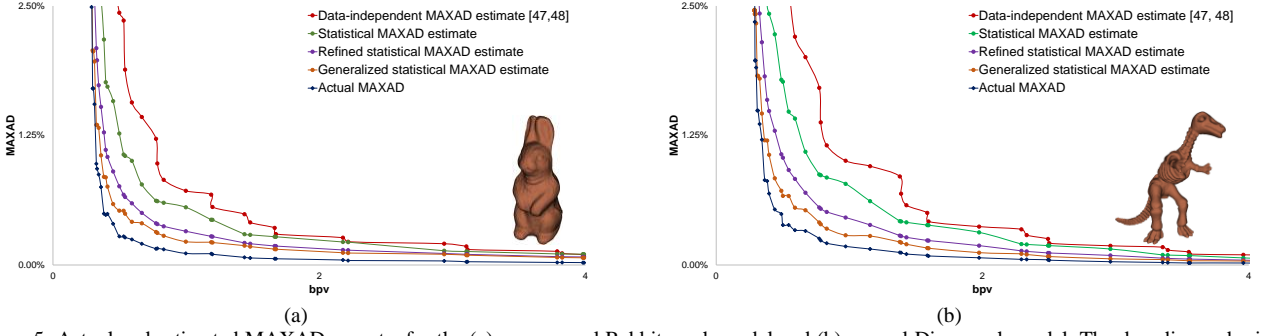 2.50%
Data-independent MAXAD estimate [47,48]
Statistical MAXAD estimate
Refined statistical MAXAD estimate
Generalized statistical MAXAD estimate
Actual MAXAD
MAXAD
1.25%
0.00%
0
2
4
bpv
(a)
2.50%
Data-independent MAXAD estimate [47, 48]
Statistical MAXAD estimate
Refined statistical MAXAD estimate
Generalized statistical MAXAD estimate
Actual MAXAD
MAXAD
1.25%
0.00%
0
2
4
bpv
(b)